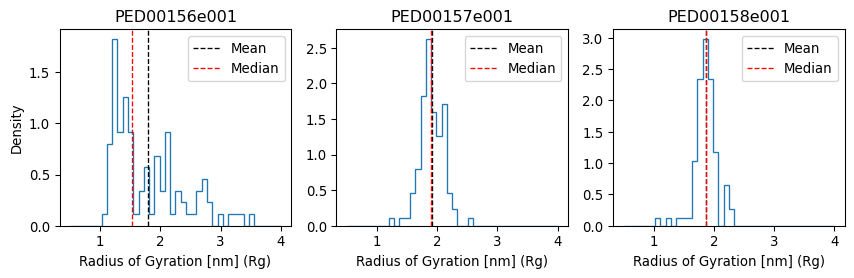 PED00156e001
PED00157e001
PED00158e001
Density
1.5
1.0
0.5
0.0
Mean
Median
1
2
3
4
Radius of Gyration [nm] (Rg)
2.5
2.0
1.5
1.0
0.5
0.0
Mean
Median
1
2
3
4
Radius of Gyration [nm] (Rg)
3.0
2.5
2.0
1.5
1.0
0.5
0.0
Mean
Median
1
2
3
4
Radius of Gyration [nm] (Rg)